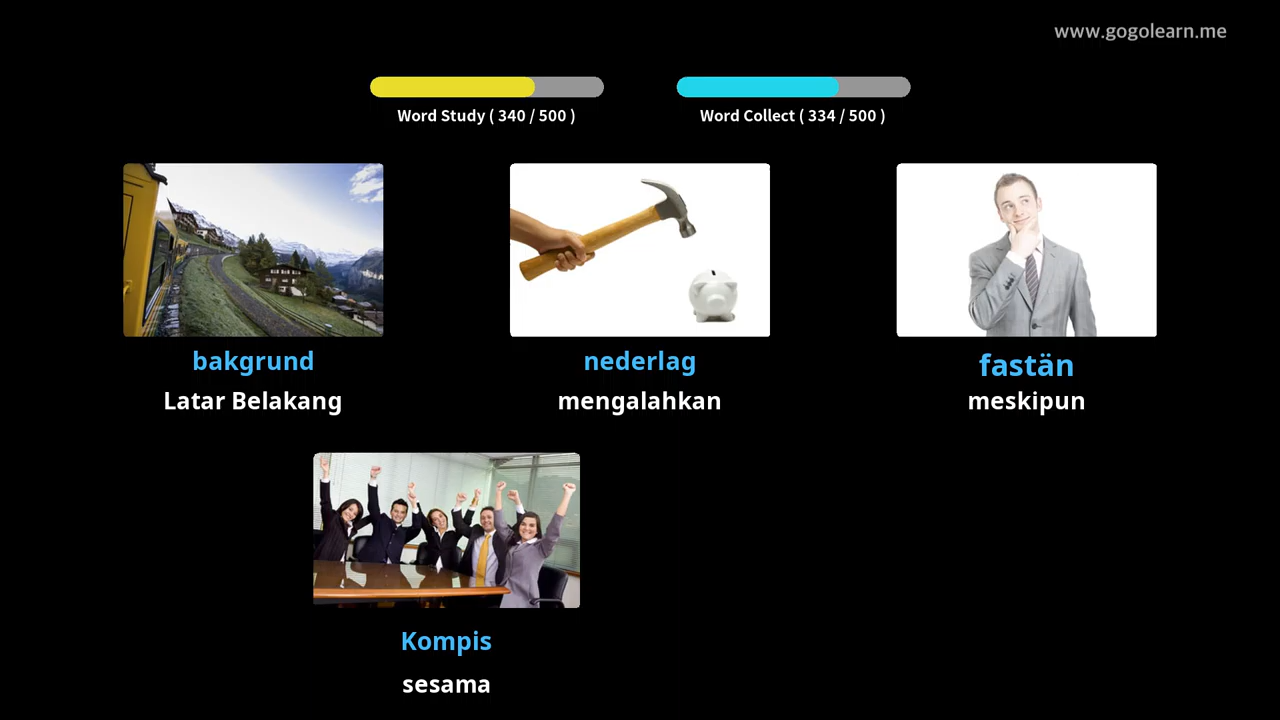 www.gogolearn.me
Word Study ( 340 / 500 )
Word Collect ( 334 / 500 )
bakgrund
Latar Belakang
nederlag
mengalahkan
fastän
meskipun
Kompis
sesama